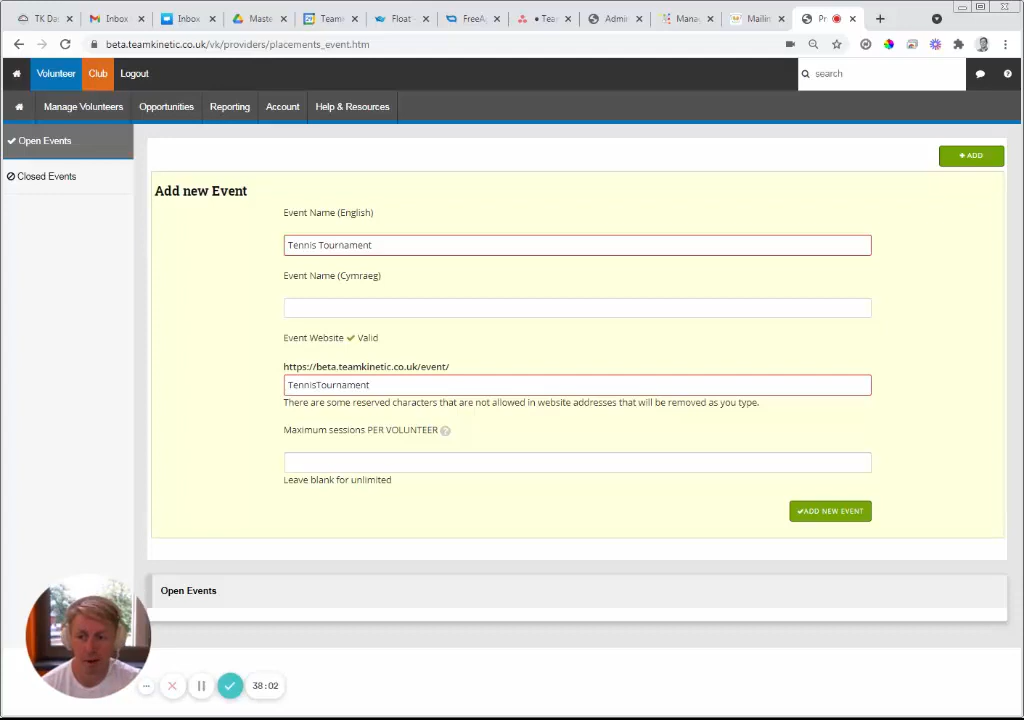 TK Da
Inbox
Inbox
Maste
Team
Float
FreeA
Tea
Admi
Mana
Mailin
Pr
beta.teamkinetic.co.uk/vk/providers/placements_event.htm
Volunteer Club Logout
search
Manage Volunteers Opportunities Reporting Account Help & Resources
Open Events
Closed Events
+ ADD
Add new Event
Event Name (English)
Tennis Tournament
Event Name (Cymraeg)
Event Website ✔ Valid
https://beta.teamkinetic.co.uk/event/
TennisTournament
There are some reserved characters that are not allowed in website addresses that will be removed as you type.
Maximum sessions PER VOLUNTEER ?
Leave blank for unlimited
✔ADD NEW EVENT
Open Events
38:02